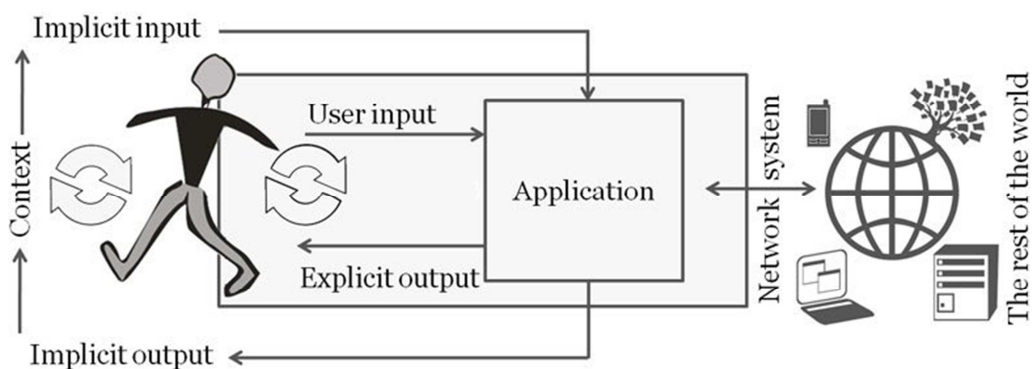 Implicit input
User input
Context
Application
Network system
The rest of the world
Explicit output
Implicit output